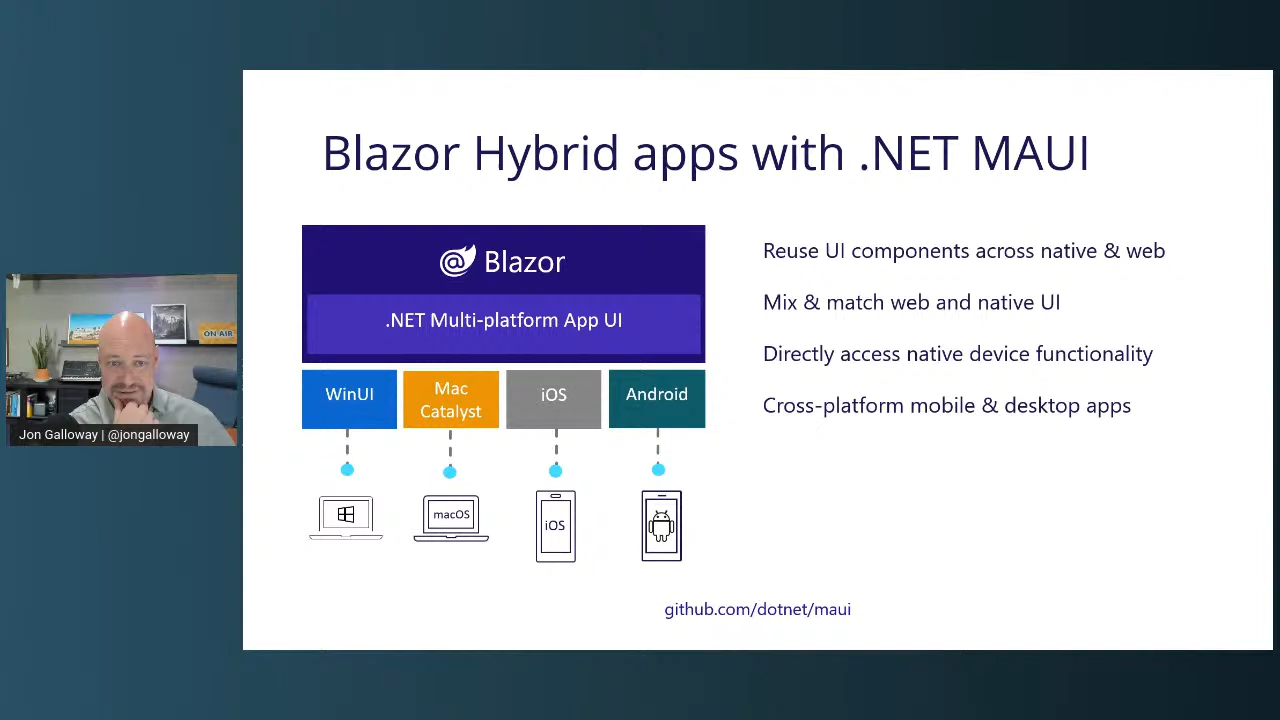 Blazor Hybrid apps with .NET MAUI
@ Blazor
.NET Multi-platform App UI
WinUI
Mac
Catalyst
iOS
Android
macOS
iOS
Reuse UI components across native & web
Mix & match web and native UI
Directly access native device functionality
Cross-platform mobile & desktop apps
github.com/dotnet/maui
ON AIR
Jon Galloway | @jongalloway